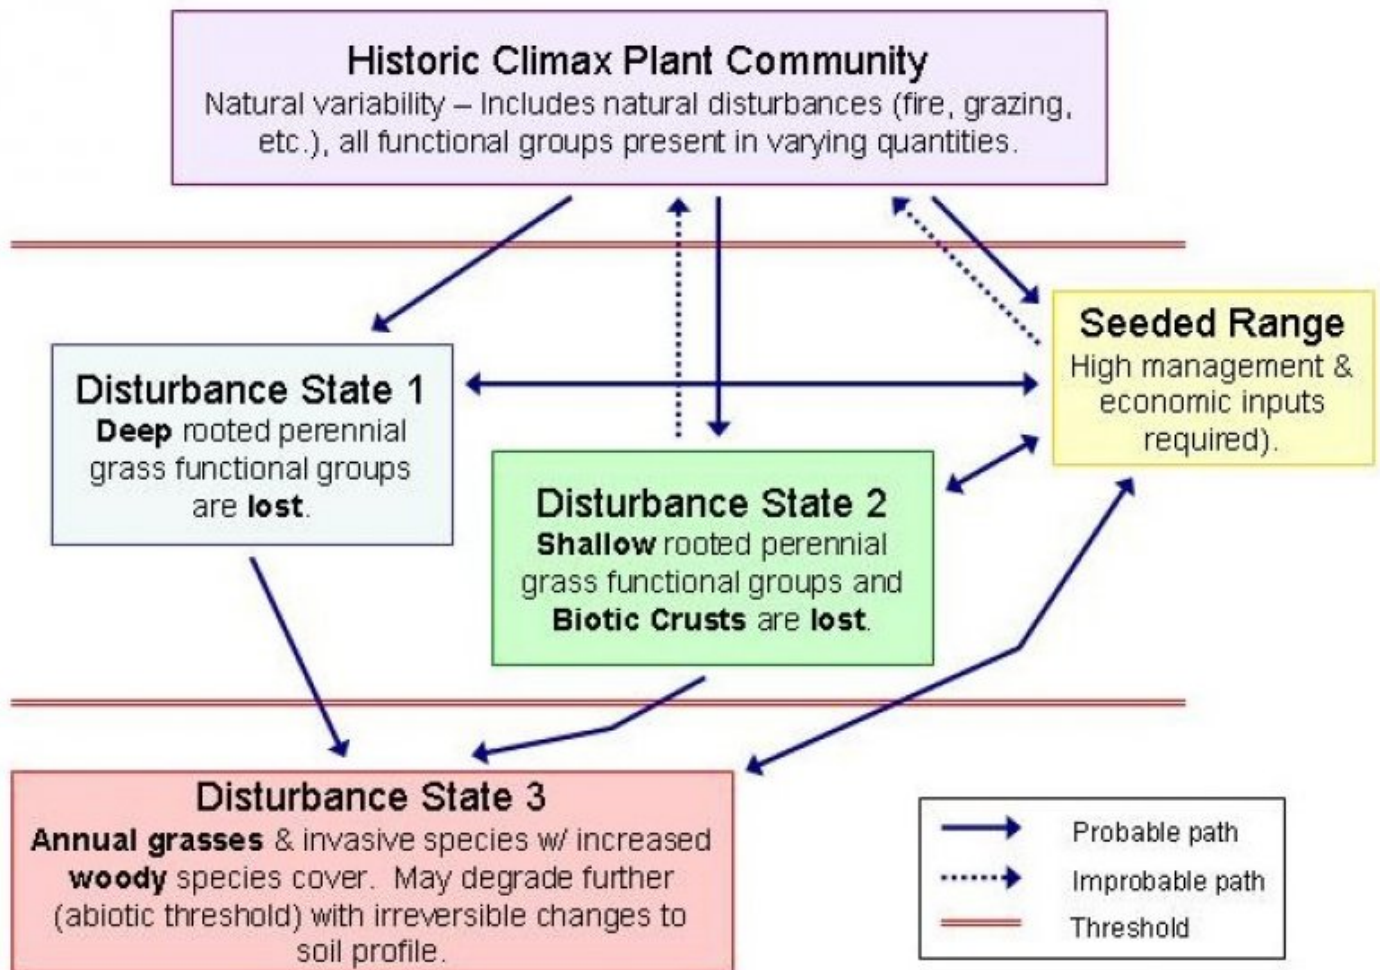 Historic Climax Plant Community
Natural variability – Includes natural disturbances (fire, grazing,
etc.), all functional groups present in varying quantities.
Seeded Range
High management &
economic inputs
required).
Disturbance State 1
Deep rooted perennial
grass functional groups
are lost.
Disturbance State 2
Shallow rooted perennial
grass functional groups and
Biotic Crusts are lost.
Disturbance State 3
Annual grasses & invasive species w/ increased
woody species cover. May degrade further
(abiotic threshold) with irreversible changes to
soil profile.
Probable path
Improbable path
Threshold